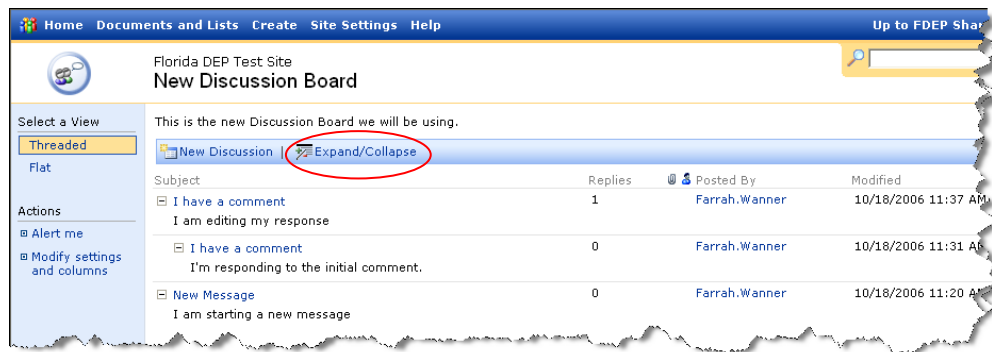 Home Documents and Lists Create Site Settings Help Up to FDEP
Florida DEP Test Site
New Discussion Board
Select a View
Threaded
Flat
Actions
Alert me
Modify settings
and columns
This is the new Discussion Board we will be using.
New Discussion | Expand/Collapse
Subject Replies Posted By Modified
I have a comment 1 Farrah.Wanner 10/18/2006 11:37 AM
I am editing my response
I have a comment 0 Farrah.Wanner 10/18/2006 11:31 AM
I'm responding to the initial comment.
New Message 0 Farrah.Wanner 10/18/2006 11:20 AM
I am starting a new message